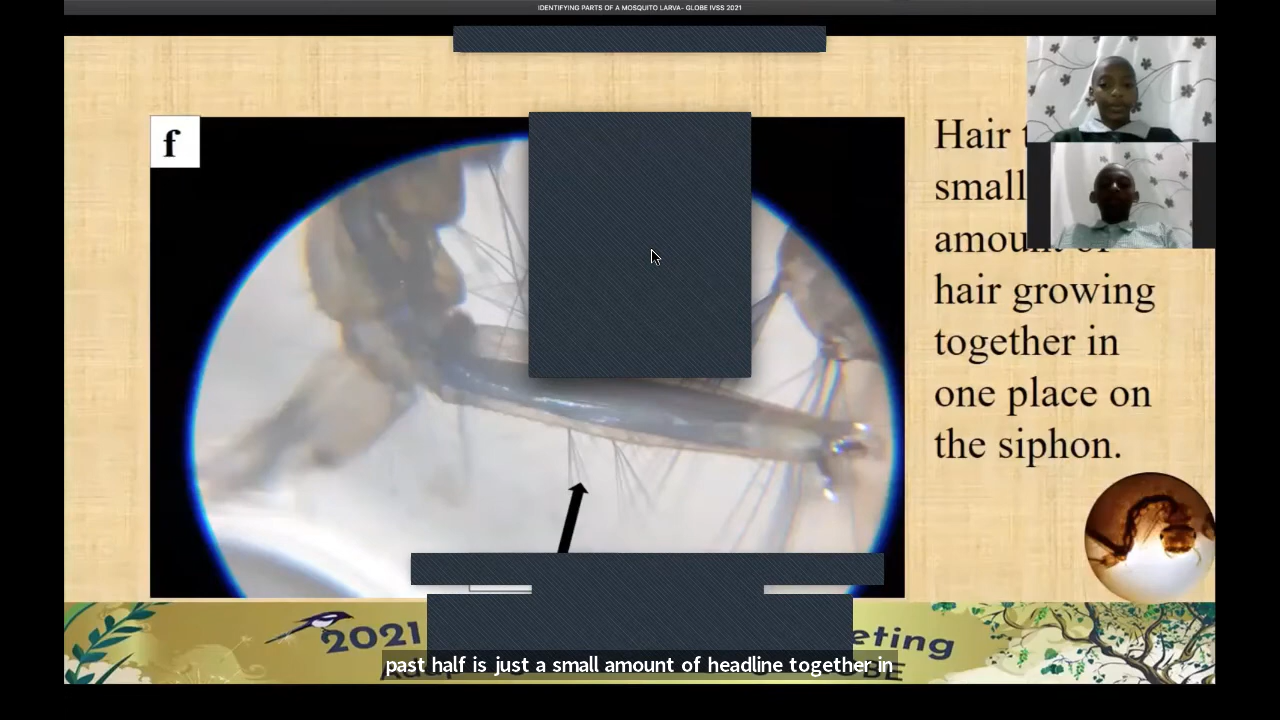 IDENTIFYING PARTS OF A MOSQUITO LARVA- GLOBE IVSS 2021
f
Hair
small
amount of
hair growing
together in
one place on
the siphon.
2021
eting
past half is just a small amount of headline together in